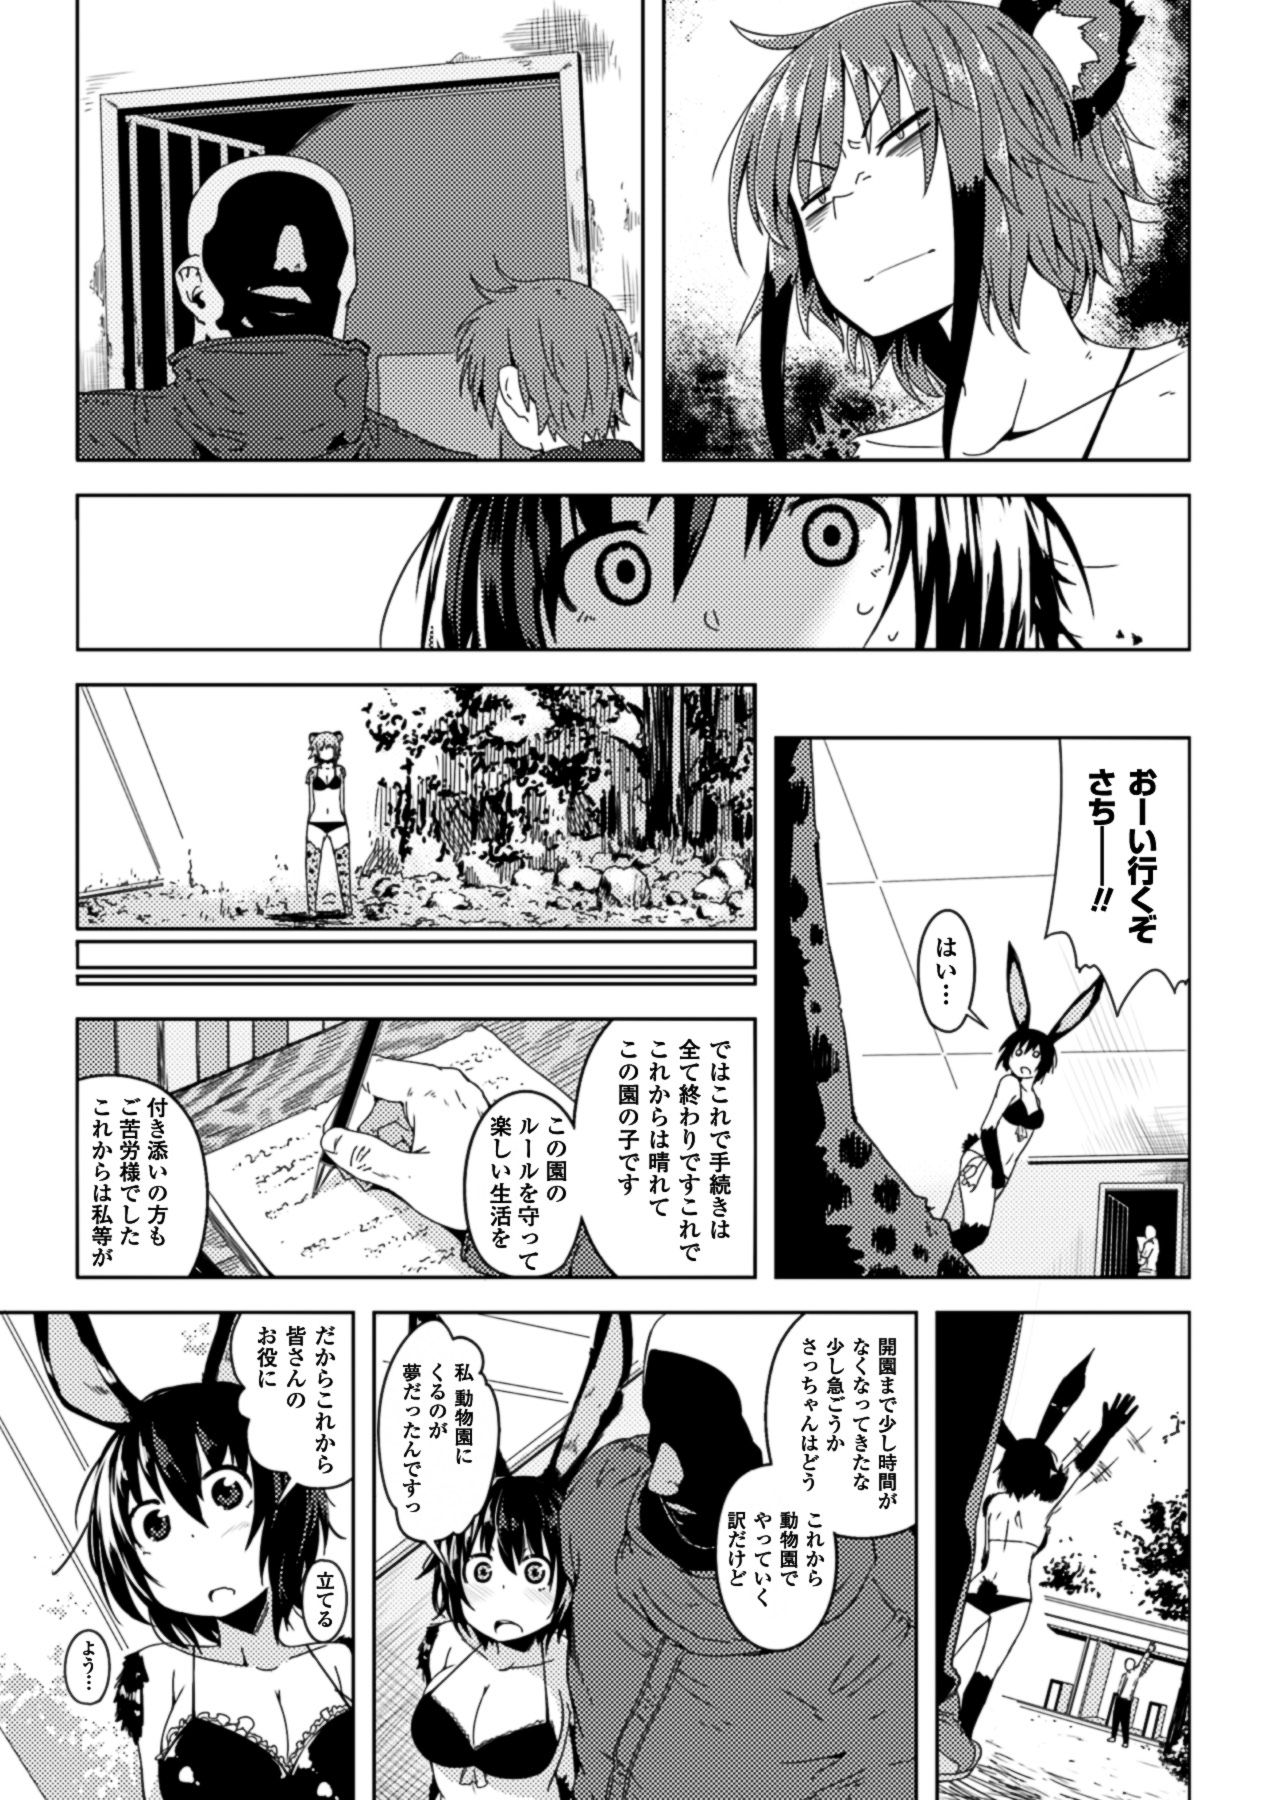 おーい行くぞ
さち――!!
はい…
ではこれで手続きは
全て終わりですこれで
これからは晴れて
この園の子です
この園の
ルールを守って
楽しい生活を
付き添いの方も
ご苦労様でした
これからは私等が
開園まで少し時間が
なくなってきたな
少し急ごうか
さっちゃんはどう
これから
動物園で
やっていく
訳だけど
私 動物園に
くるのが
夢だったんですっ
だからこれから
皆さんの
お役に
立てる
よう…